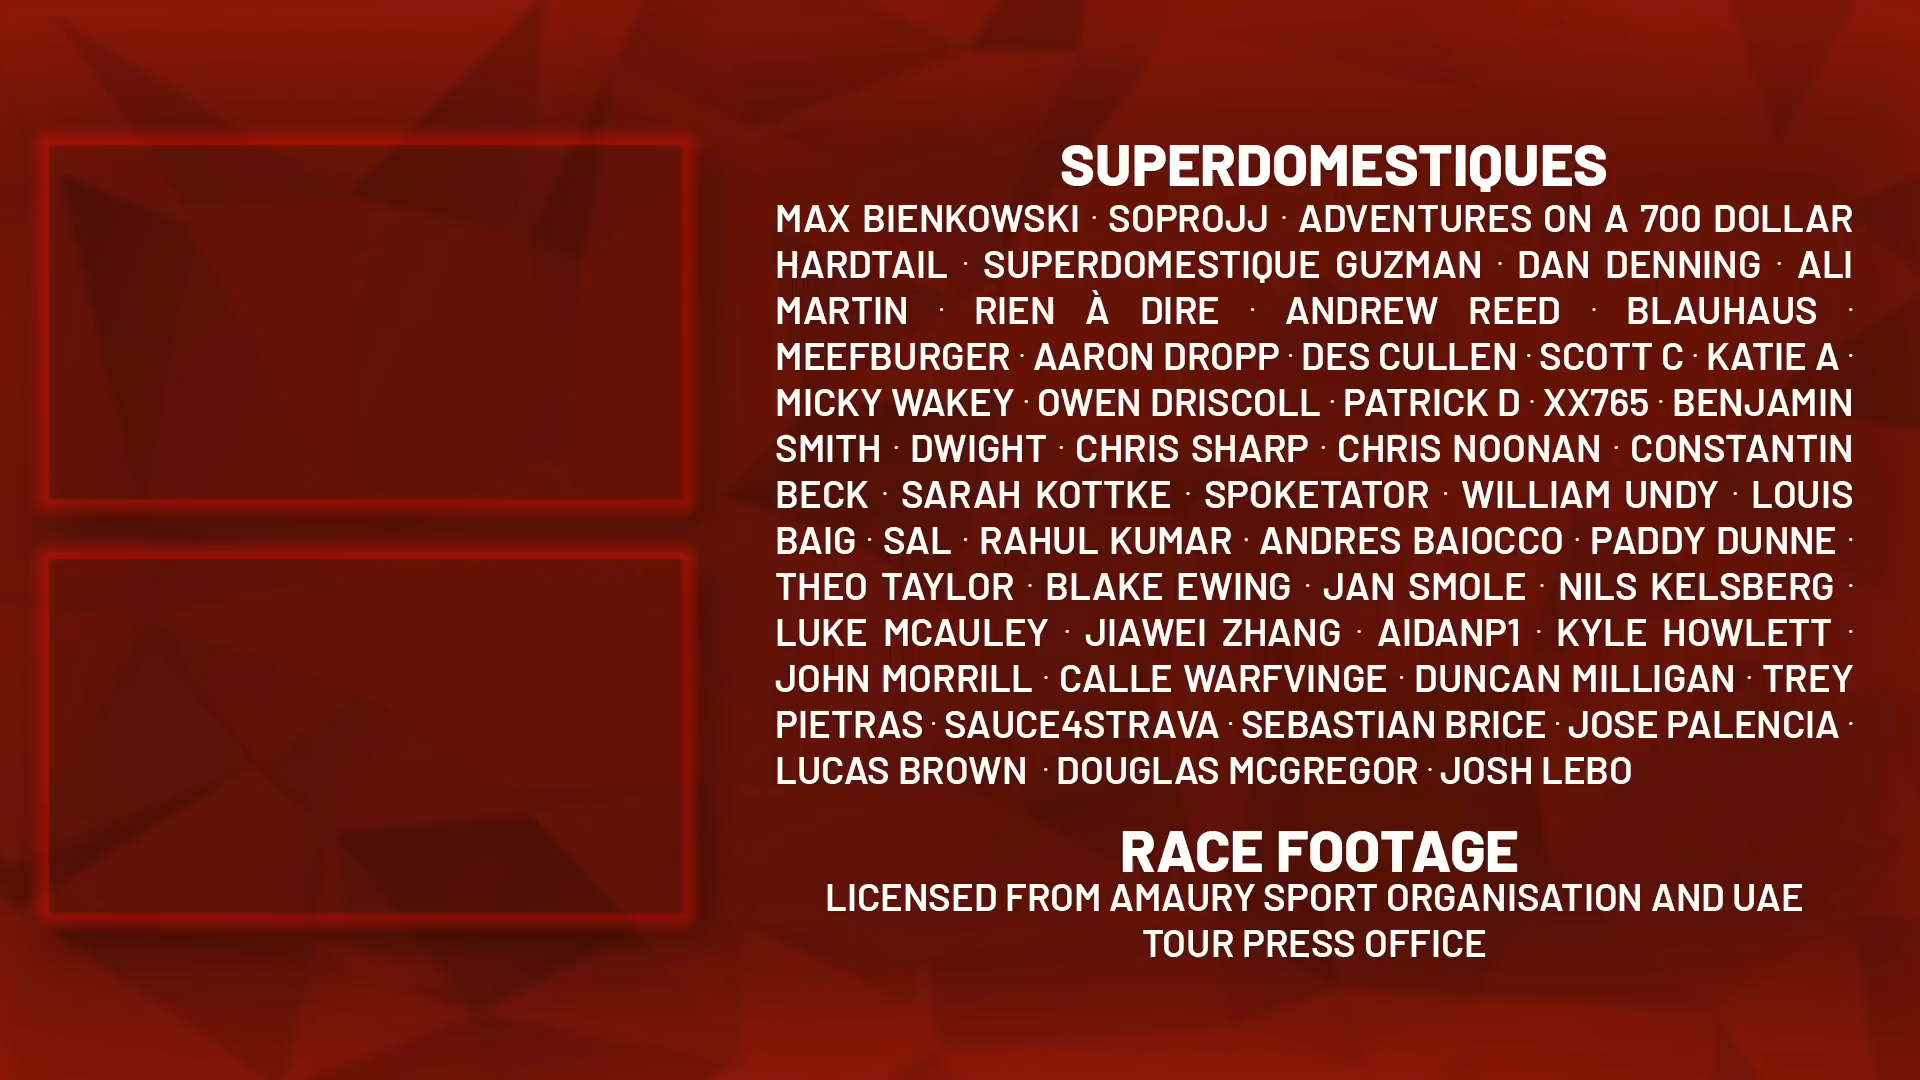 SUPERDOMESTIQUES
MAX BIENKOWSKI · SOPROJJ · ADVENTURES ON A 700 DOLLAR
HARDTAIL · SUPERDOMESTIQUE GUZMAN · DAN DENNING · ALI
MARTIN · RIEN À DIRE · ANDREW REED · BLAUHAUS ·
MEEFBURGER · AARON DROPP · DES CULLEN · SCOTT C · KATIE A ·
MICKY WAKEY · OWEN DRISCOLL · PATRICK D · XX765 · BENJAMIN
SMITH · DWIGHT · CHRIS SHARP · CHRIS NOONAN · CONSTANTIN
BECK · SARAH KOTTKE · SPOKETATOR · WILLIAM UNDY · LOUIS
BAIG · SAL · RAHUL KUMAR · ANDRES BAIOCCO · PADDY DUNNE ·
THEO TAYLOR · BLAKE EWING · JAN SMOLE · NILS KELSBERG ·
LUKE MCAULEY · JIAWEI ZHANG · AIDANP1 · KYLE HOWLETT ·
JOHN MORRILL · CALLE WARFVINGE · DUNCAN MILLIGAN · TREY
PIETRAS · SAUCE4STRAVA · SEBASTIAN BRICE · JOSE PALENCIA ·
LUCAS BROWN · DOUGLAS MCGREGOR · JOSH LEBO
RACE FOOTAGE
LICENSED FROM AMAURY SPORT ORGANISATION AND UAE
TOUR PRESS OFFICE